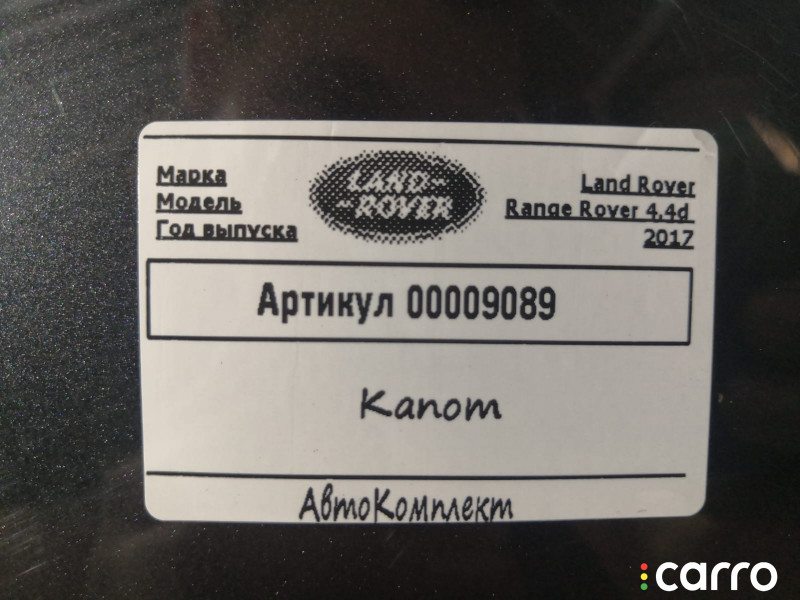 Марка
Модель
Год выпуска
LAND-
-ROVER
Land Rover
Range Rover 4.4d
2017
Артикул 00009089
Капот
АвтоКомплект
carro